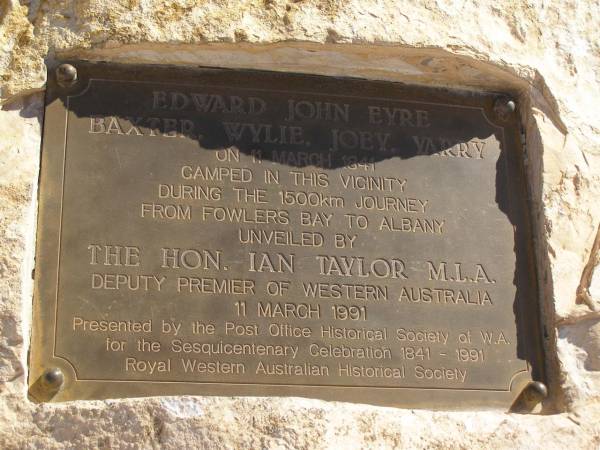 EDWARD JOHN EYRE
BAXTER, WYLIE, JOEY, YARRY
ON 11 MARCH 1841
CAMPED IN THIS VICINITY
DURING THE 1500km JOURNEY
FROM FOWLERS BAY TO ALBANY
UNVEILED BY
THE HON. IAN TAYLOR M.L.A.
DEPUTY PREMIER OF WESTERN AUSTRALIA
11 MARCH 1991
Presented by the Post Office Historical Society of W.A.
for the Sesquicentenary Celebration 1841 - 1991
Royal Western Australian Historical Society